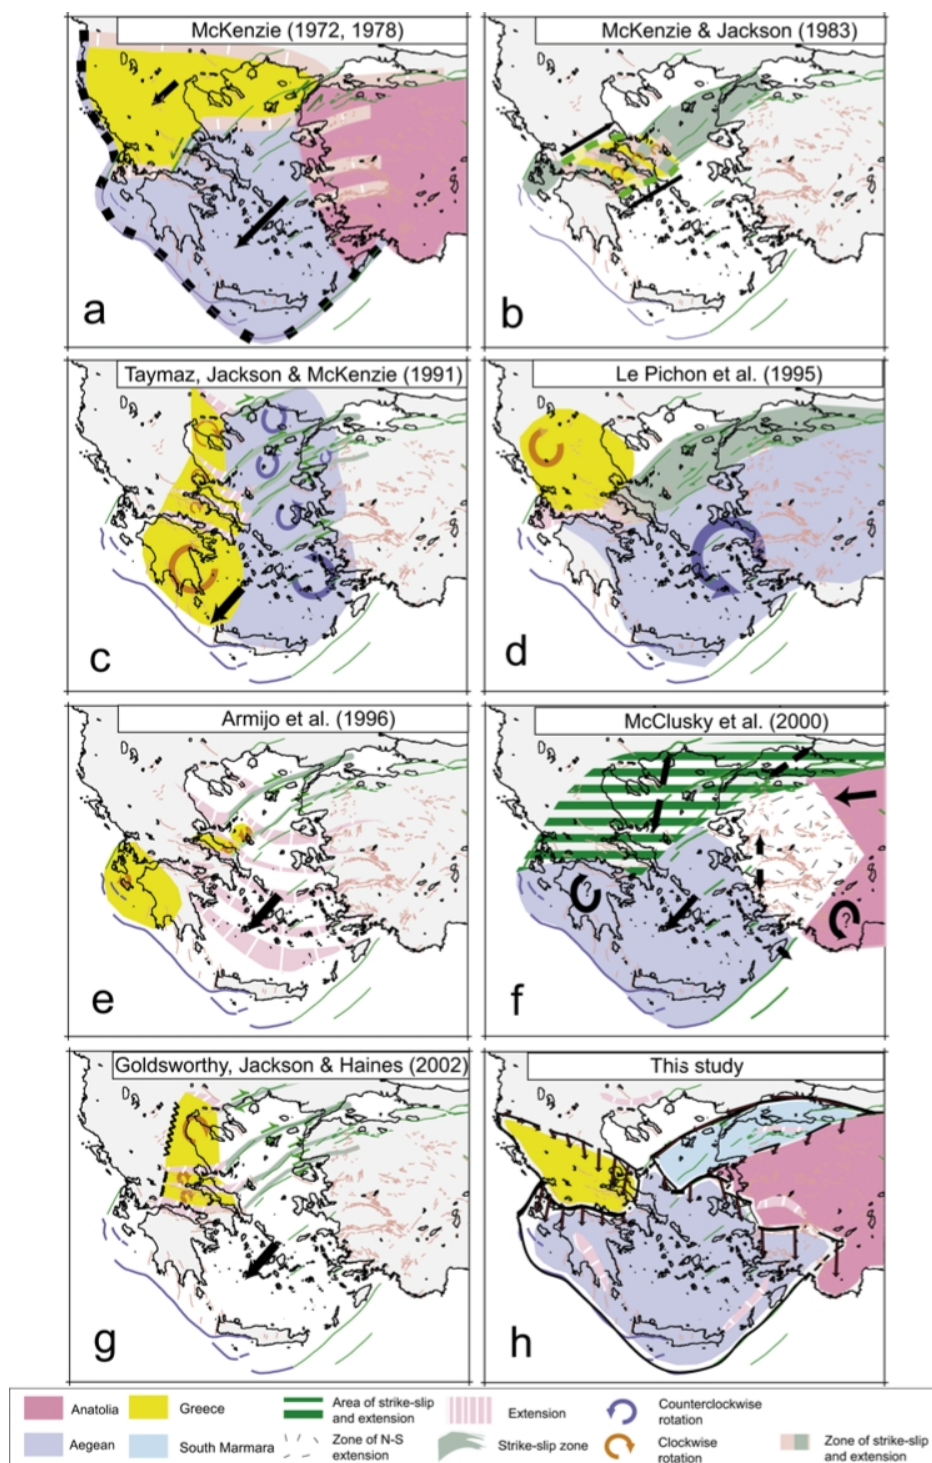 McKenzie (1972, 1978)
McKenzie & Jackson (1983)
a
b
Taymaz, Jackson & McKenzie (1991)
Le Pichon et al. (1995)
c
d
Armijo et al. (1996)
McClusky et al. (2000)
?
?
e
f
Goldsworthy, Jackson & Haines (2002)
This study
g
h
Anatolia
Greece
Area of strike-slip
and extension
Extension
Counterclockwise
rotation
Aegean
South Marmara
Zone of N-S
extension
Strike-slip zone
Clockwise
rotation
Zone of strike-slip
and extension